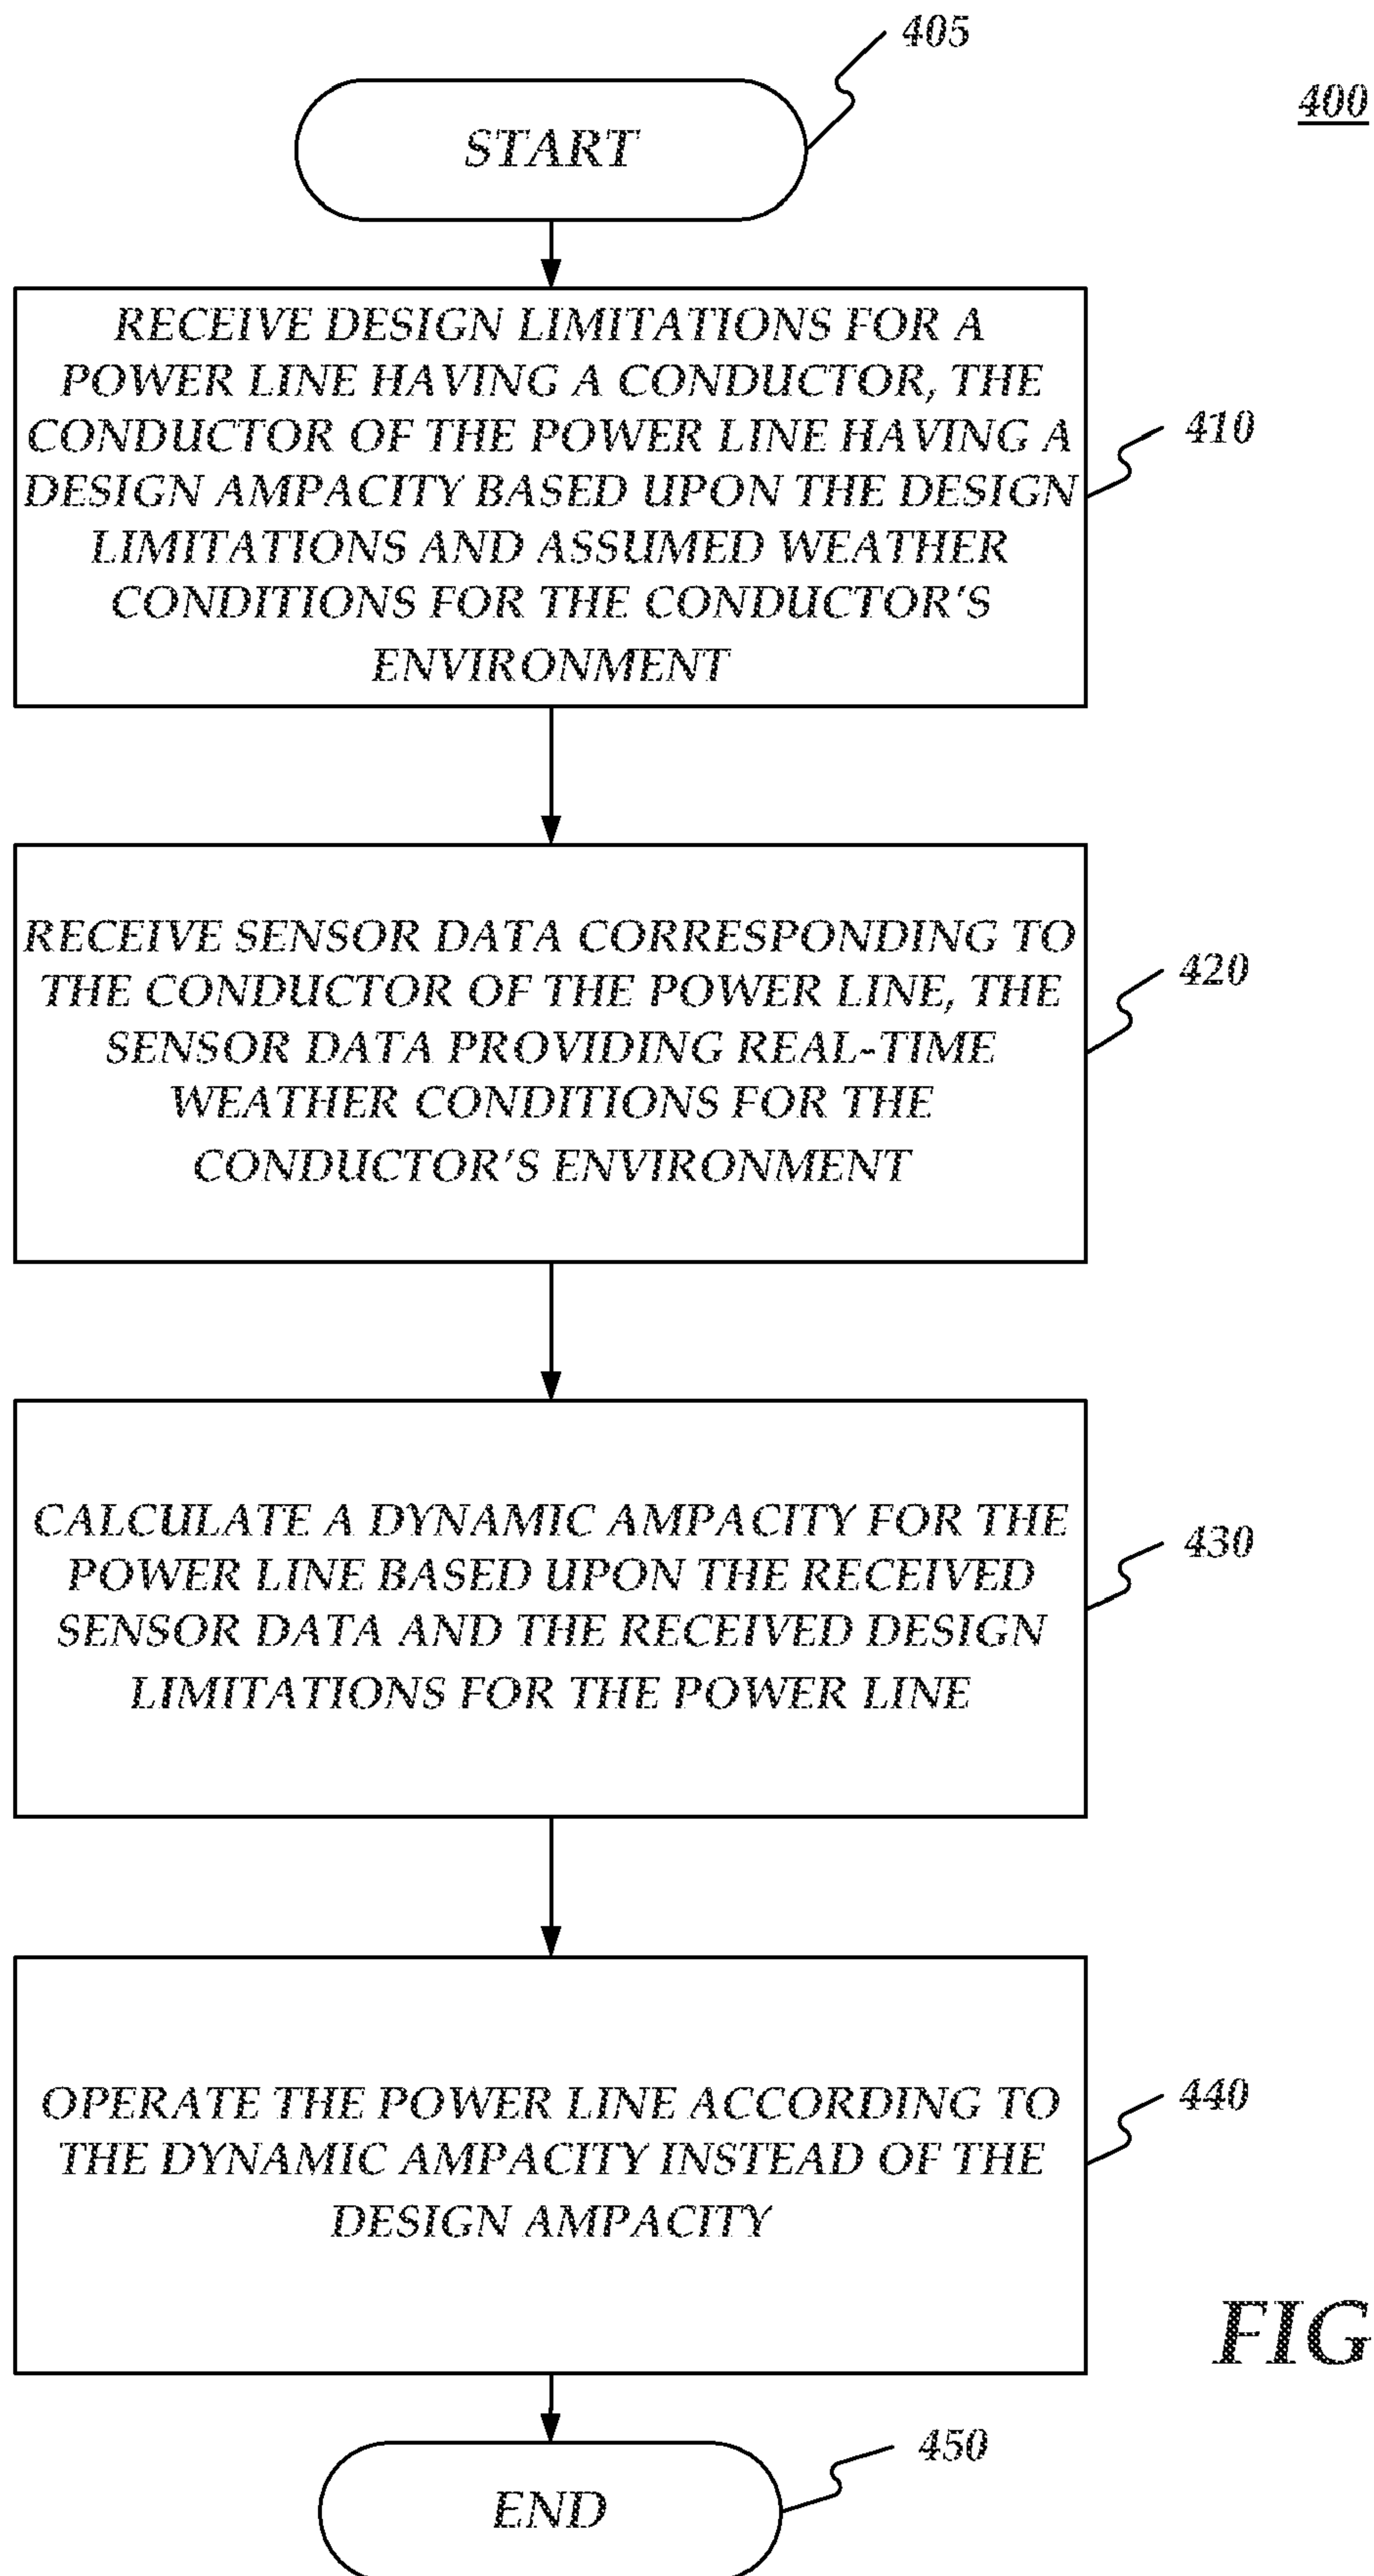 405
400
START
RECEIVE DESIGN LIMITATIONS FOR A
POWER LINE HAVING A CONDUCTOR, THE
CONDUCTOR OF THE POWER LINE HAVING A
DESIGN AMPACITY BASED UPON THE DESIGN
LIMITATIONS AND ASSUMED WEATHER
CONDITIONS FOR THE CONDUCTOR'S
ENVIRONMENT
410
RECEIVE SENSOR DATA CORRESPONDING TO
THE CONDUCTOR OF THE POWER LINE, THE
SENSOR DATA PROVIDING REAL-TIME
WEATHER CONDITIONS FOR THE
CONDUCTOR'S ENVIRONMENT
420
CALCULATE A DYNAMIC AMPACITY FOR THE
POWER LINE BASED UPON THE RECEIVED
SENSOR DATA AND THE RECEIVED DESIGN
LIMITATIONS FOR THE POWER LINE
430
OPERATE THE POWER LINE ACCORDING TO
THE DYNAMIC AMPACITY INSTEAD OF THE
DESIGN AMPACITY
440
FIG
450
END